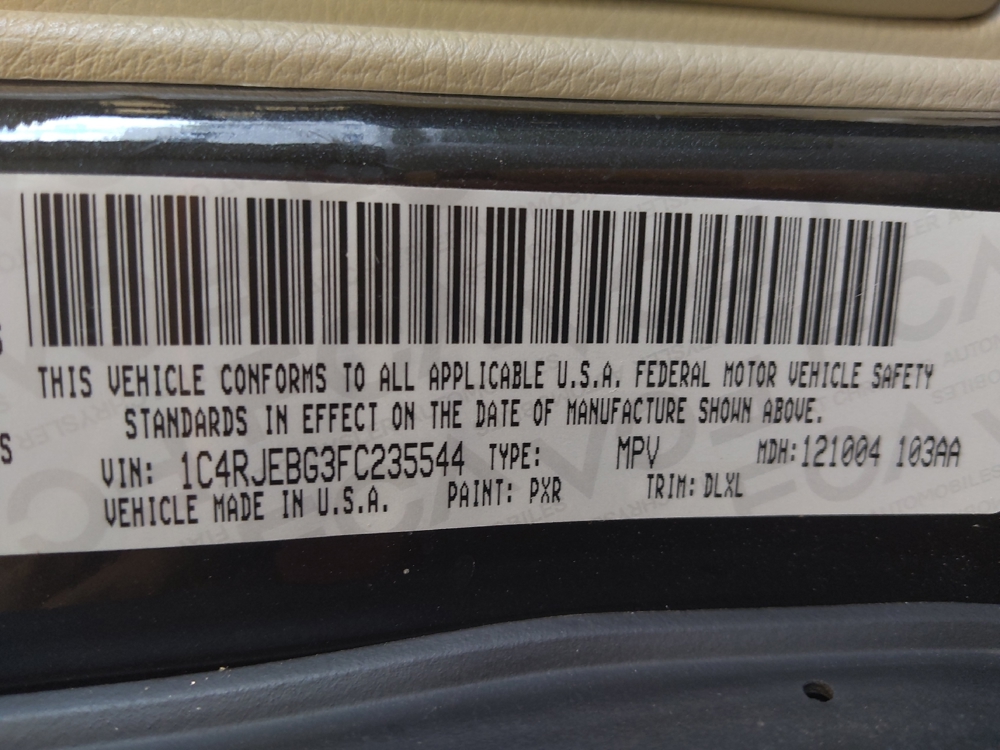 THIS VEHICLE CONFORMS TO ALL APPLICABLE U.S.A. FEDERAL MOTOR VEHICLE SAFETY
STANDARDS IN EFFECT ON THE DATE OF MANUFACTURE SHOWN ABOVE.
VIN: 1C4RJEBG3FC235544 TYPE: MPV MDH:121004 103AA
VEHICLE MADE IN U.S.A. PAINT: PXR TRIM: DLXL